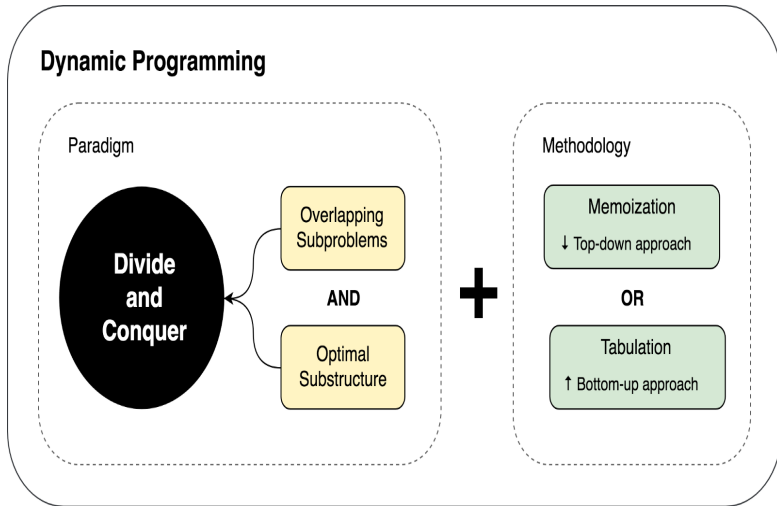 Dynamic Programming
Paradigm
Divide
and
Conquer
Overlapping
Subproblems
AND
Optimal
Substructure
+
Methodology
Memoization
↓ Top-down approach
OR
Tabulation
↑ Bottom-up approach